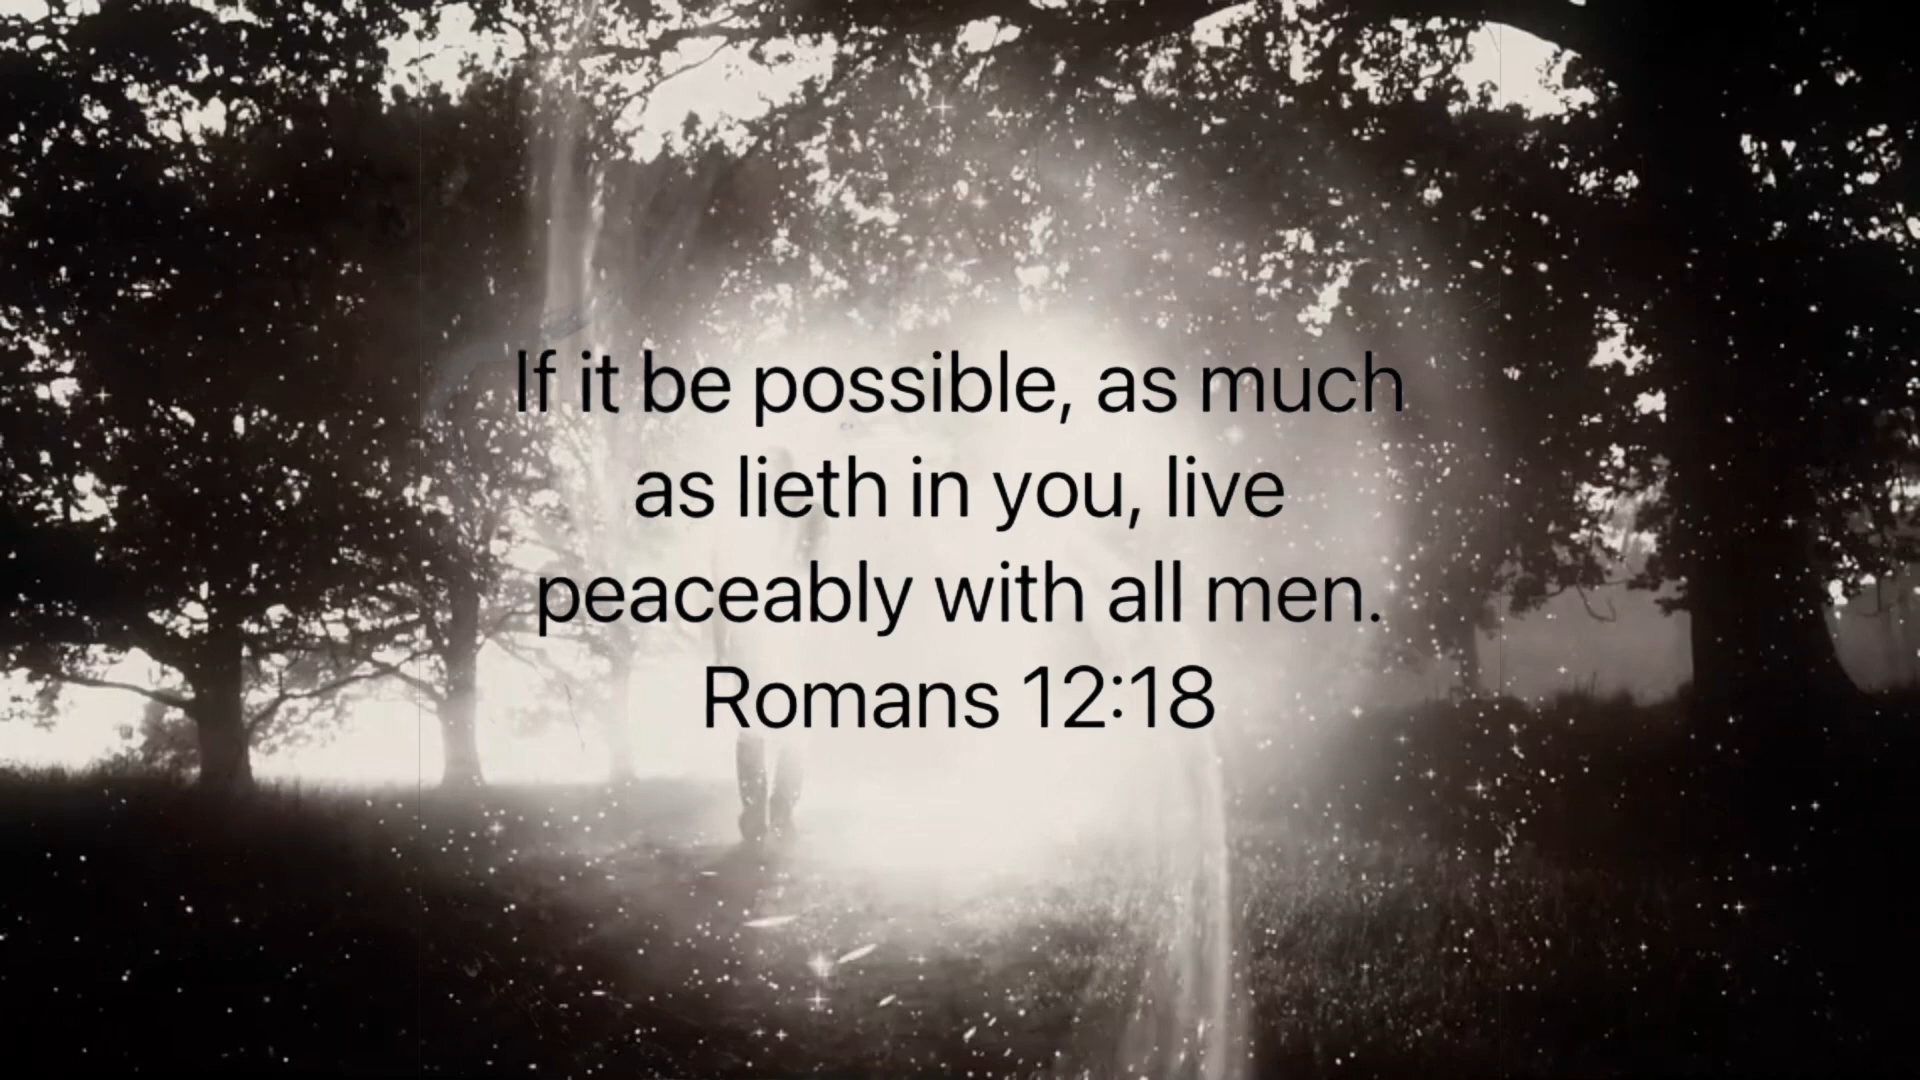 If it be possible, as much
as lieth in you, live
peaceably with all men.
Romans 12:18